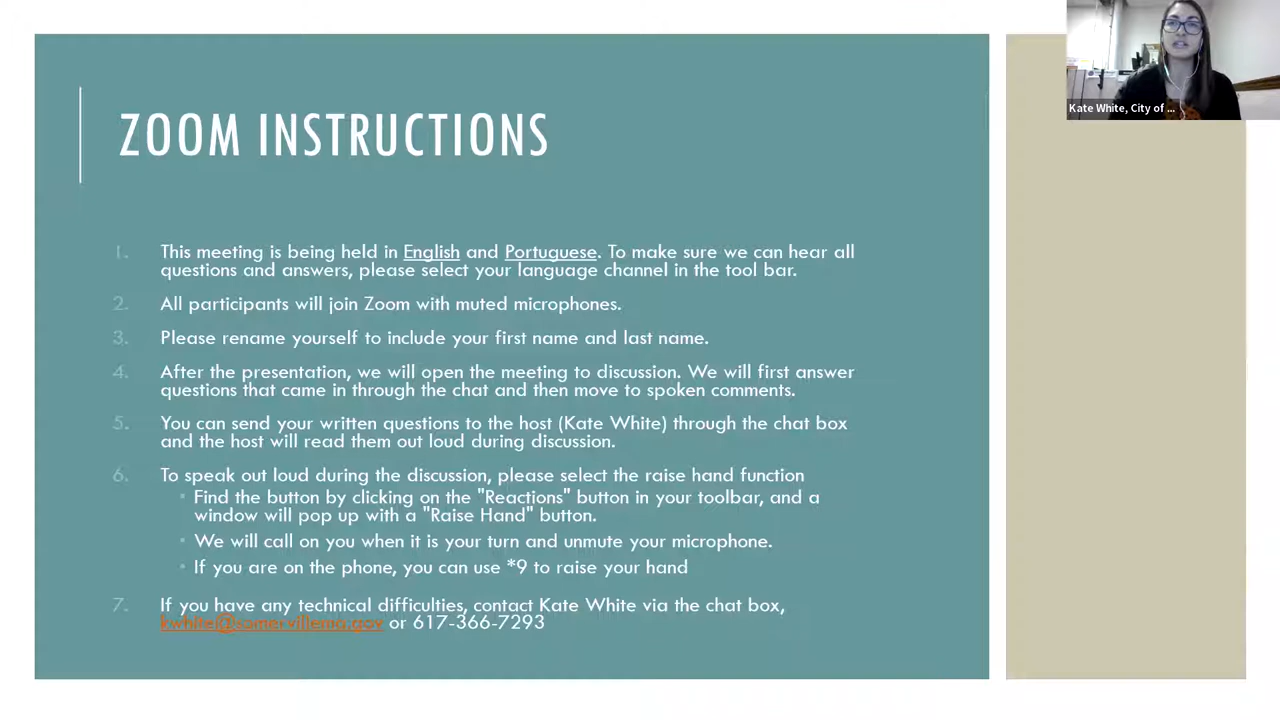 Kate White, City of ...
ZOOM INSTRUCTIONS
1. This meeting is being held in English and Portuguese. To make sure we can hear all
questions and answers, please select your language channel in the tool bar.
2. All participants will join Zoom with muted microphones.
3. Please rename yourself to include your first name and last name.
4. After the presentation, we will open the meeting to discussion. We will first answer
questions that came in through the chat and then move to spoken comments.
5. You can send your written questions to the host (Kate White) through the chat box
and the host will read them out loud during discussion.
6. To speak out loud during the discussion, please select the raise hand function
▪ Find the button by clicking on the "Reactions" button in your toolbar, and a
window will pop up with a "Raise Hand" button.
▪ We will call on you when it is your turn and unmute your microphone.
▪ If you are on the phone, you can use *9 to raise your hand
7. If you have any technical difficulties, contact Kate White via the chat box,
kwhite@somervillema.gov or 617-366-7293